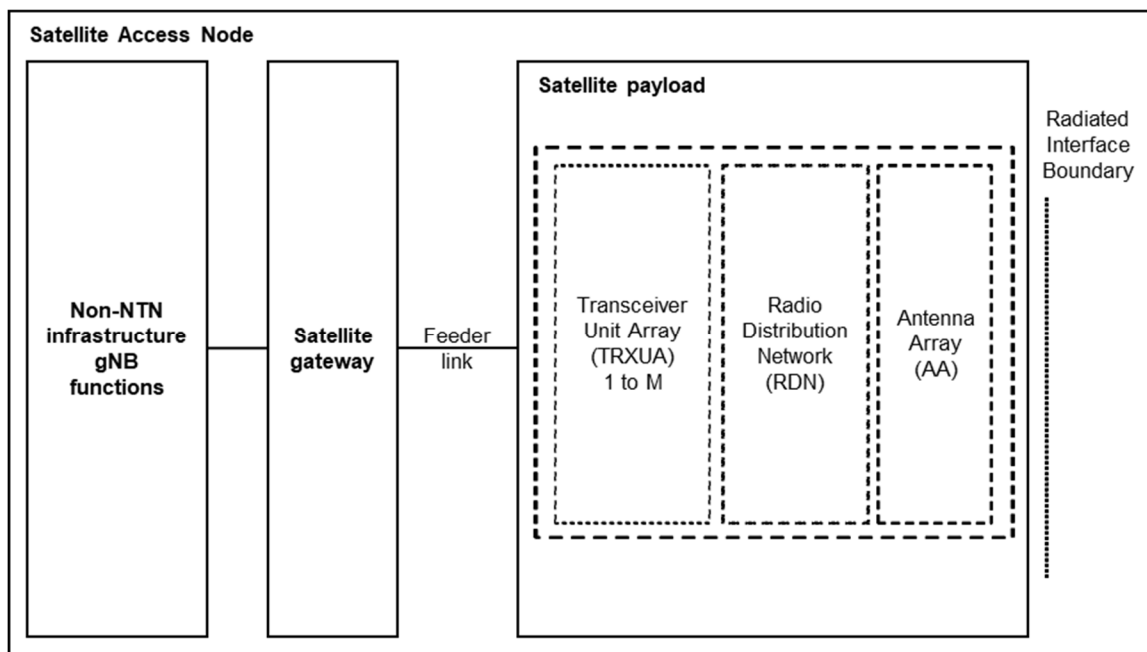 Satellite Access Node
Non-NTN
infrastructure
gNB
functions
Satellite
gateway
Feeder
link
Satellite payload
Transceiver
Unit Array
(TRXUA)
1 to M
Radio
Distribution
Network
(RDN)
Antenna
Array
(AA)
Radiated
Interface
Boundary